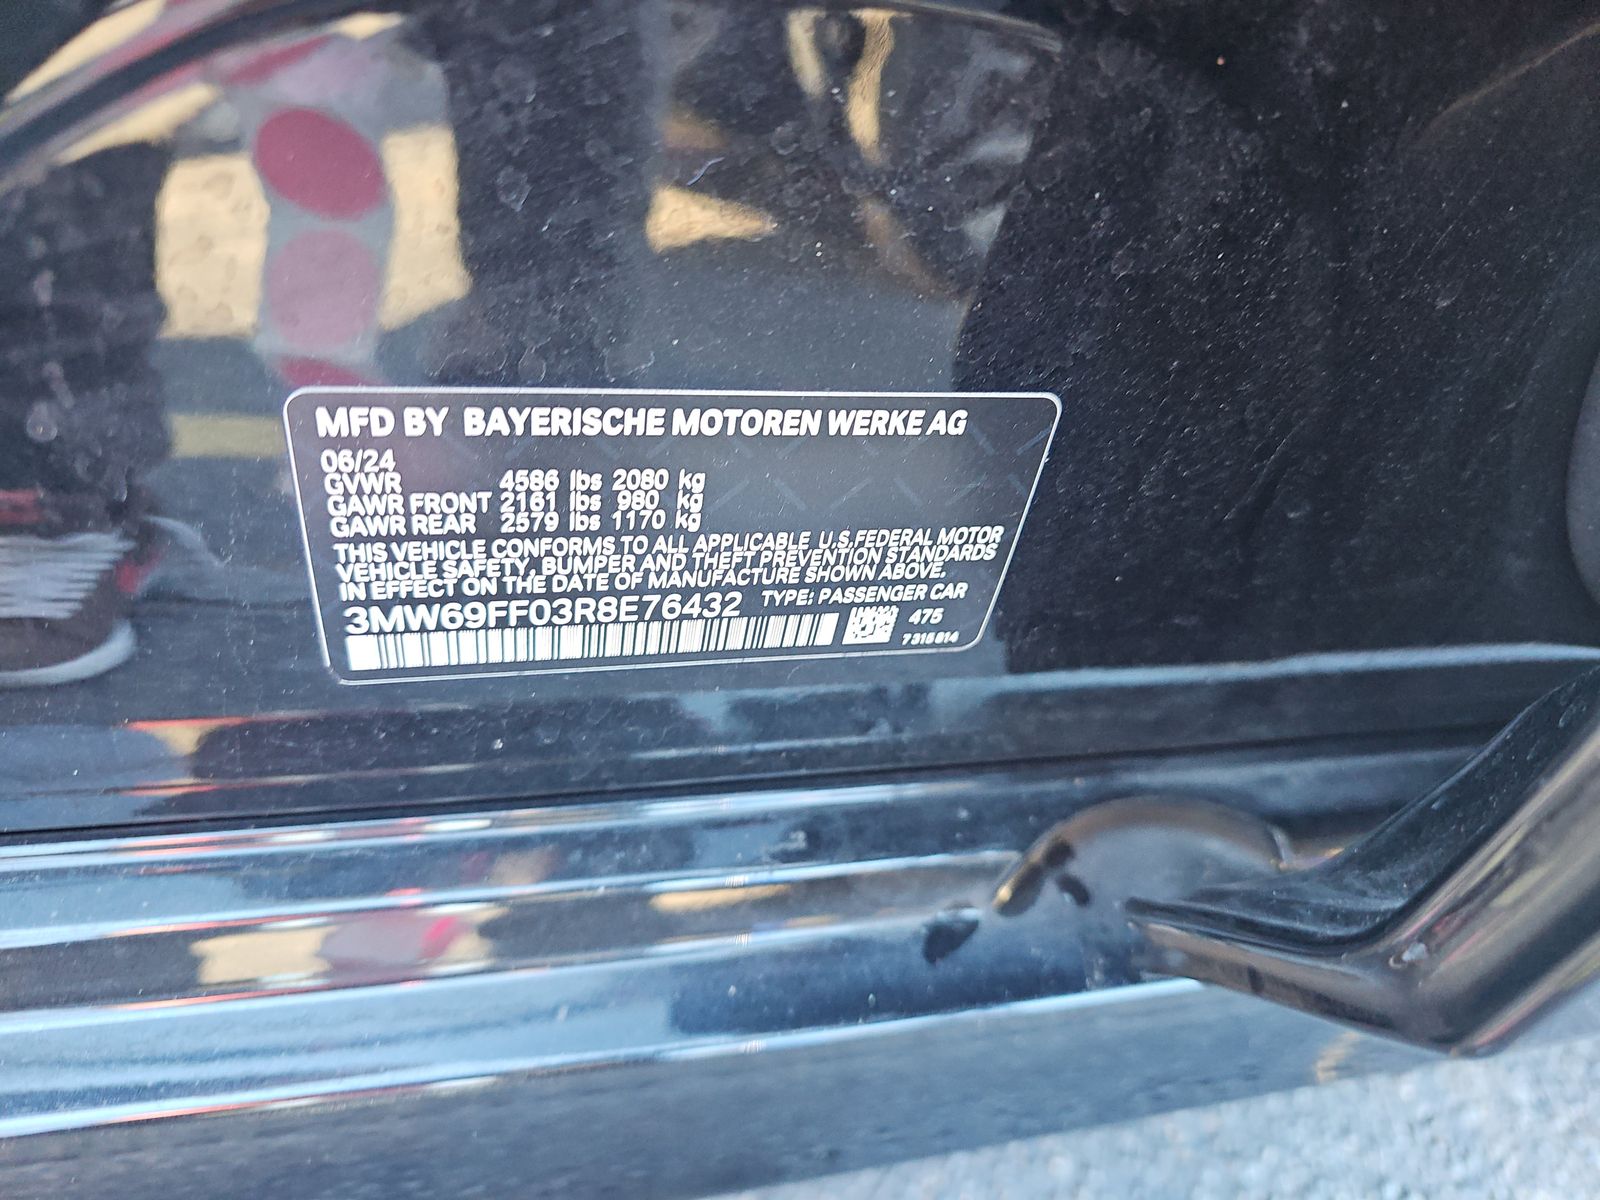 MFD BY BAYERISCHE MOTOREN WERKE AG
06/24
GVWR 4586 lbs 2080 kg
GAWR FRONT 2161 lbs 980 kg
GAWR REAR 2579 lbs 1170 kg
THIS VEHICLE CONFORMS TO ALL APPLICABLE U.S.FEDERAL MOTOR
VEHICLE SAFETY, BUMPER AND THEFT PREVENTION STANDARDS
IN EFFECT ON THE DATE OF MANUFACTURE SHOWN ABOVE.
3MW69FF03R8E76432 TYPE: PASSENGER CAR
475
7316814